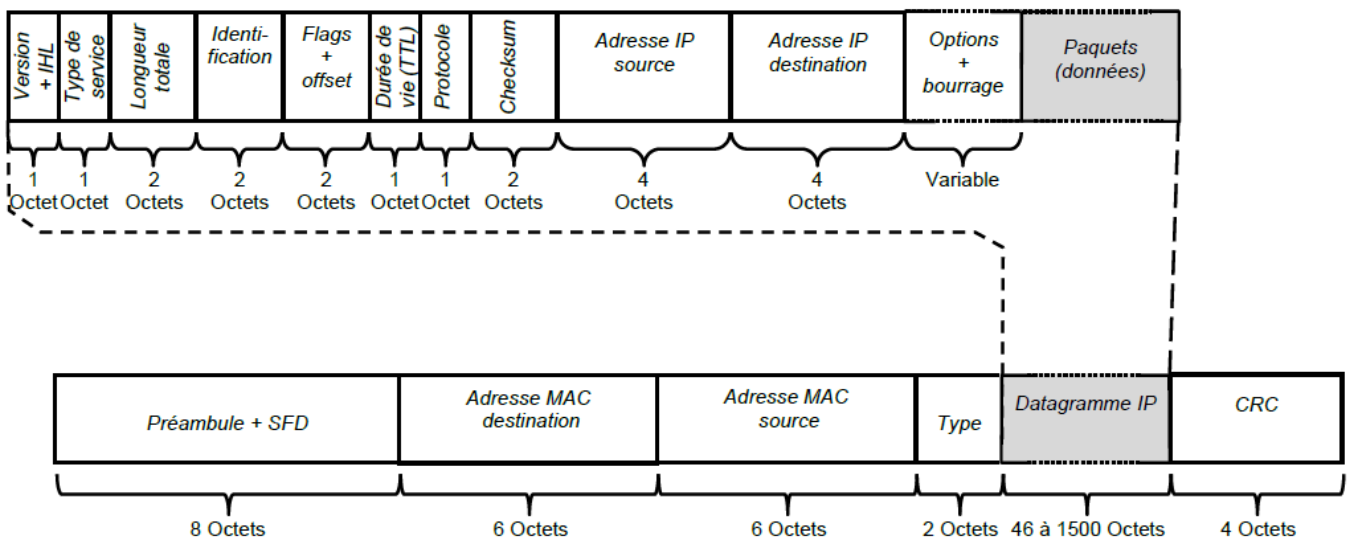 Version
+ IHL
Type de
service
Longueur
totale
Identi-
fication
Flags
+
offset
Durée de
vie (TTL)
Protocole
Checksum
Adresse IP
source
Adresse IP
destination
Options
+
bourrage
Paquets
(données)
1
Octet
1
Octet
2
Octets
2
Octets
2
Octets
1
Octet
1
Octet
2
Octets
4
Octets
4
Octets
Variable
Préambule + SFD
Adresse MAC
destination
Adresse MAC
source
Type
Datagramme IP
CRC
8 Octets
6 Octets
6 Octets
2 Octets
46 à 1500 Octets
4 Octets